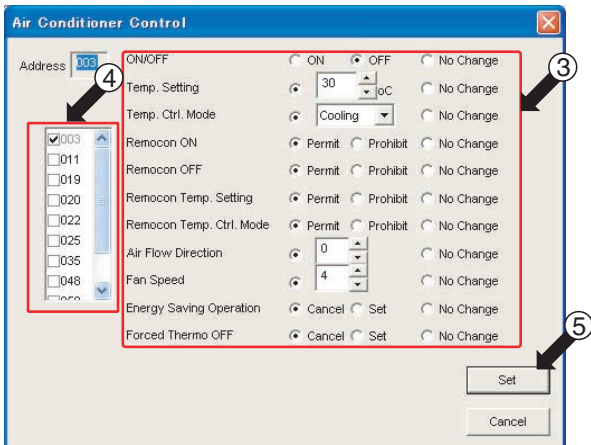 Air Conditioner Control
Address 003
④
③
ON/OFF ON OFF No Change
Temp. Setting 30 oC No Change
Temp. Ctrl. Mode Cooling No Change
Remocon ON Permit Prohibit No Change
Remocon OFF Permit Prohibit No Change
Remocon Temp. Setting Permit Prohibit No Change
Remocon Temp. Ctrl. Mode Permit Prohibit No Change
Air Flow Direction 0 No Change
Fan Speed 4 No Change
Energy Saving Operation Cancel Set No Change
Forced Thermo OFF Cancel Set No Change
003
011
019
020
022
025
035
048
⑤
Set
Cancel